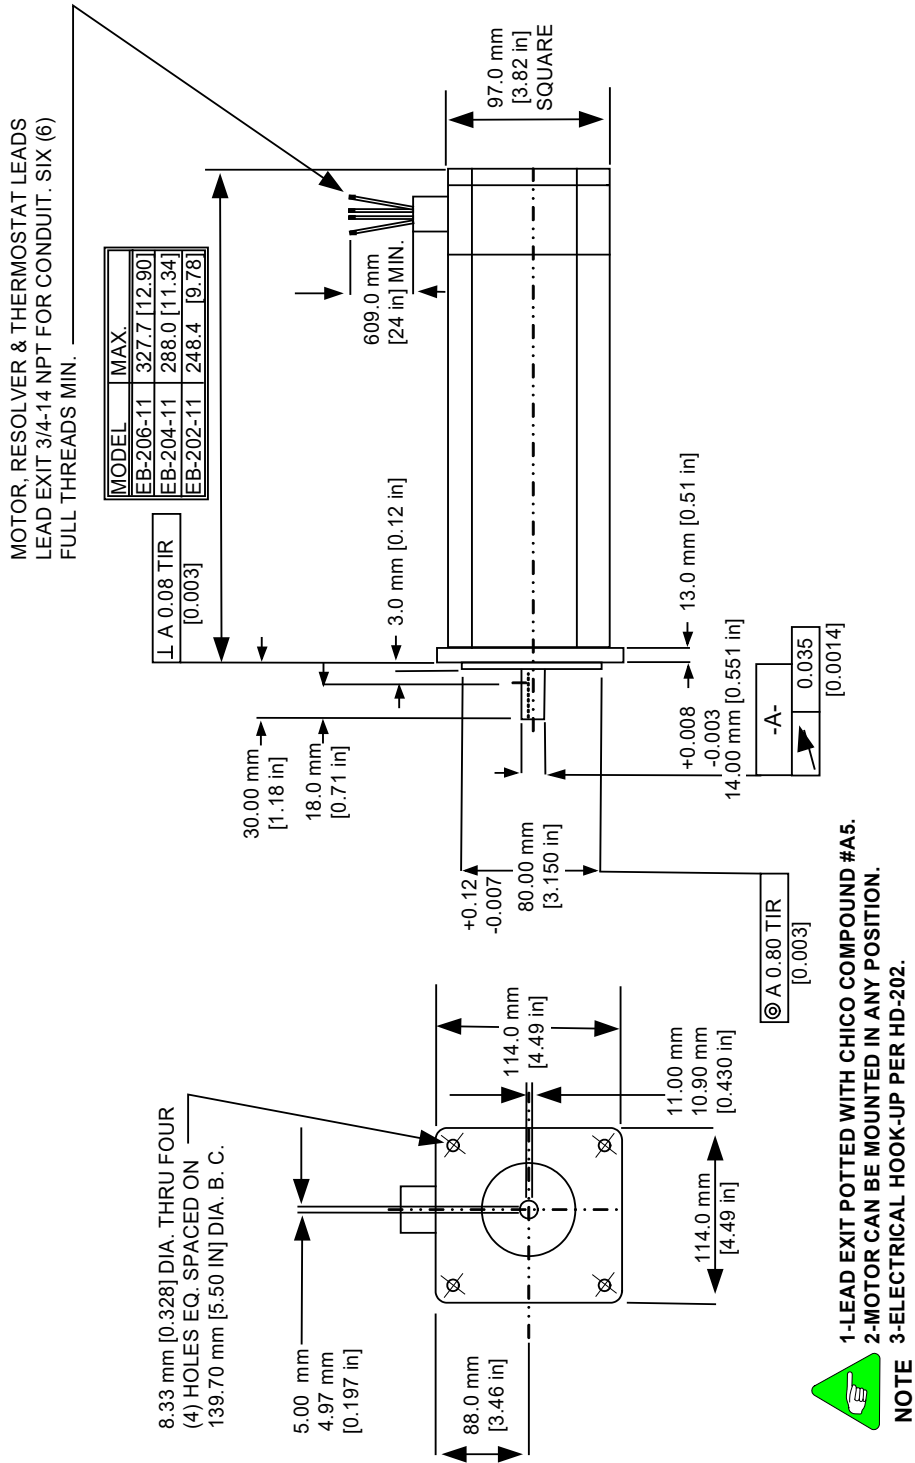 MOTOR, RESOLVER & THERMOSTAT LEADS
LEAD EXIT 3/4-14 NPT FOR CONDUIT. SIX (6)
FULL THREADS MIN.
MODEL MAX.
EB-206-11 327.7 [12.90]
EB-204-11 288.0 [11.34]
EB-202-11 248.4 [9.78]
⊥ A 0.08 TIR
[0.003]
609.0 mm
[24 in] MIN.
97.0 mm
[3.82 in]
SQUARE
3.0 mm [0.12 in]
30.00 mm
[1.18 in]
18.0 mm
[0.71 in]
13.0 mm [0.51 in]
+0.008
-0.003
14.00 mm [0.551 in]
-A-
0.035
[0.0014]
+0.12
-0.007
80.00 mm
[3.150 in]
◎ A 0.80 TIR
[0.003]
8.33 mm [0.328] DIA. THRU FOUR
(4) HOLES EQ. SPACED ON
139.70 mm [5.50 IN] DIA. B. C.
5.00 mm
4.97 mm
[0.197 in]
88.0 mm
[3.46 in]
114.0 mm
[4.49 in]
11.00 mm
10.90 mm
[0.430 in]
114.0 mm
[4.49 in]
1-LEAD EXIT POTTED WITH CHICO COMPOUND #A5.
2-MOTOR CAN BE MOUNTED IN ANY POSITION.
NOTE 3-ELECTRICAL HOOK-UP PER HD-202.